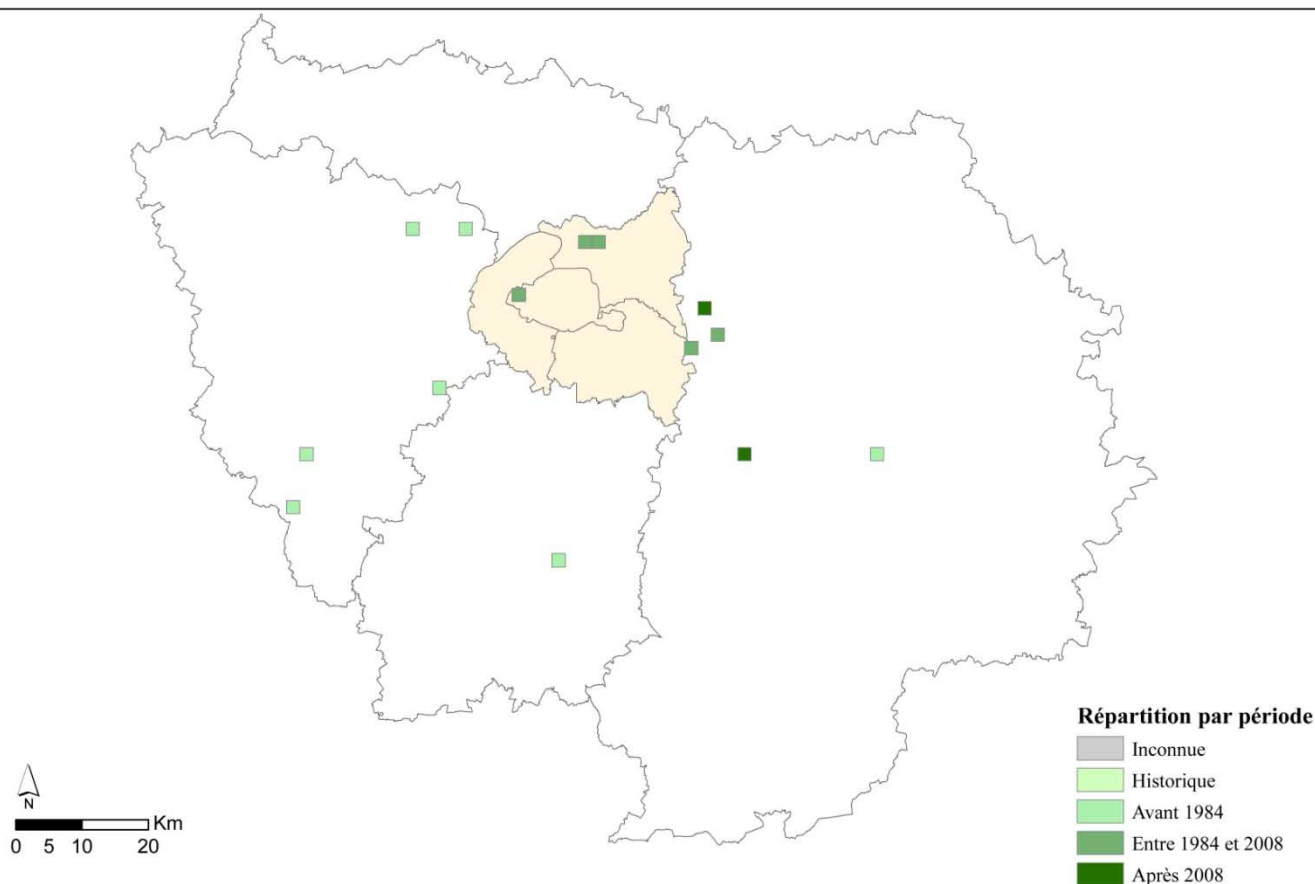 Répartition par période
Inconnue
Historique
Avant 1984
Entre 1984 et 2008
Après 2008
N
Km
0 5 10 20